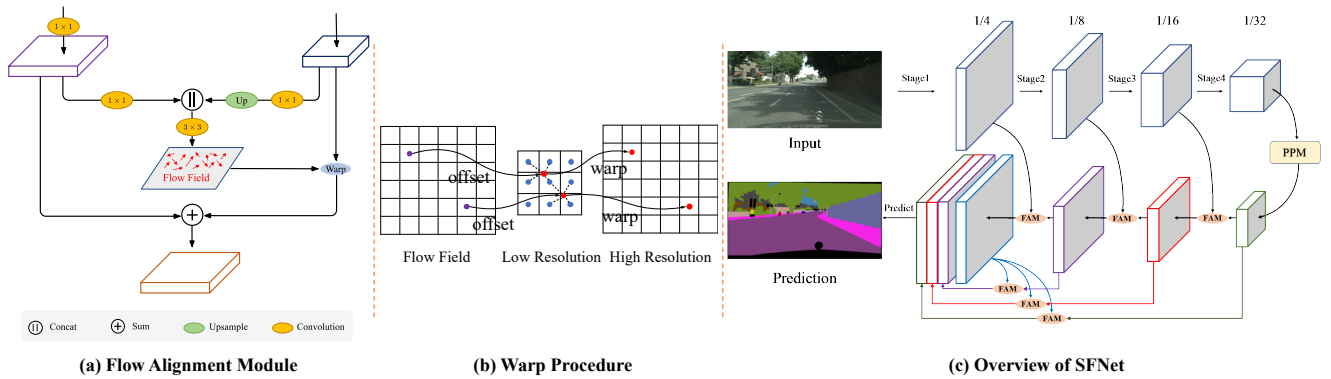 1 × 1
1 × 1
Up
1 × 1
3 × 3
Flow Field
Warp
Concat
Sum
Upsample
Convolution
(a) Flow Alignment Module
offset
warp
offset
warp
Flow Field
Low Resolution
High Resolution
(b) Warp Procedure
1/4
1/8
1/16
1/32
Stage1
Stage2
Stage3
Stage4
Input
PPM
Predict
FAM
FAM
FAM
Prediction
FAM
FAM
FAM
(c) Overview of SFNet